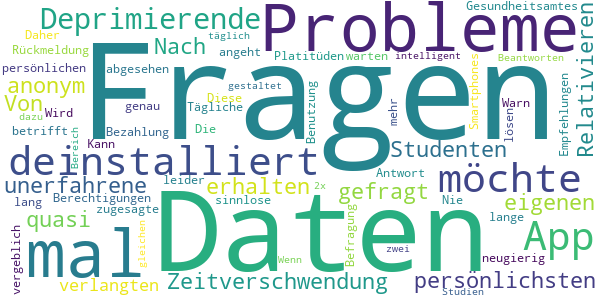 Gesundheitsamtes
Deprimierende
Probleme
Relativieren
Daher
täglich
Rückmeldung
Nach
angeht
Platitüden
warten
intelligent
Beantworten
persönlichen
abgesehen
Fragen
gestaltet
Smartphones
Empfehlungen
anonym
Von
genau
Diese
Tägliche
Benutzung
mehr
Warn
lösen
dazu
Wird
Bezahlung
betrifft
Die
Bereich
Kann
Studenten
deinstalliert
möchte
Antwort
unerfahrene
leider
erhalten
2x
gefragt
Nie
eigenen
Berechtigungen
lang
zugesagte
sinnlose
Daten
Befragung
lange
quasi
mal
App
vergeblich
gleichen
Wenn
zwei
neugierig
Zeitverschwendung
persönlichsten
verlangten
Studien